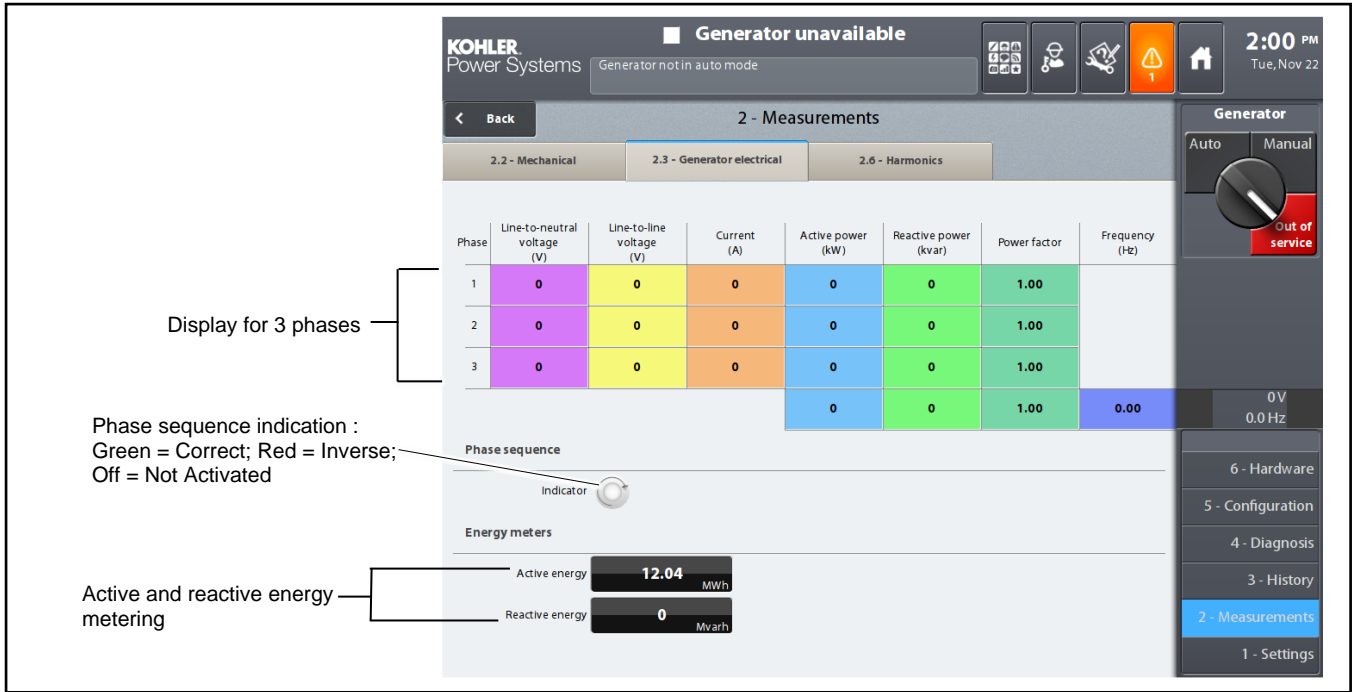 KOHLER.
Power Systems
Generator unavailable
Generator not in auto mode
1
2:00 PM
Tue, Nov 22
Back
2 - Measurements
2.2 - Mechanical
2.3 - Generator electrical
2.6 - Harmonics
Generator
Auto
Manual
Out of
service
Phase
Line-to-neutral
voltage
(V)
Line-to-line
voltage
(V)
Current
(A)
Active power
(kW)
Reactive power
(kvar)
Power factor
Frequency
(Hz)
1 0 0 0 0 0 1.00
2 0 0 0 0 0 1.00
3 0 0 0 0 0 1.00
0 0 1.00 0.00
0 V
0.0 Hz
Display for 3 phases
Phase sequence indication :
Green = Correct; Red = Inverse;
Off = Not Activated
Phase sequence
Indicator
Energy meters
Active energy
12.04
MWh
Reactive energy
0
Mvarh
Active and reactive energy
metering
6 - Hardware
5 - Configuration
4 - Diagnosis
3 - History
2 - Measurements
1 - Settings